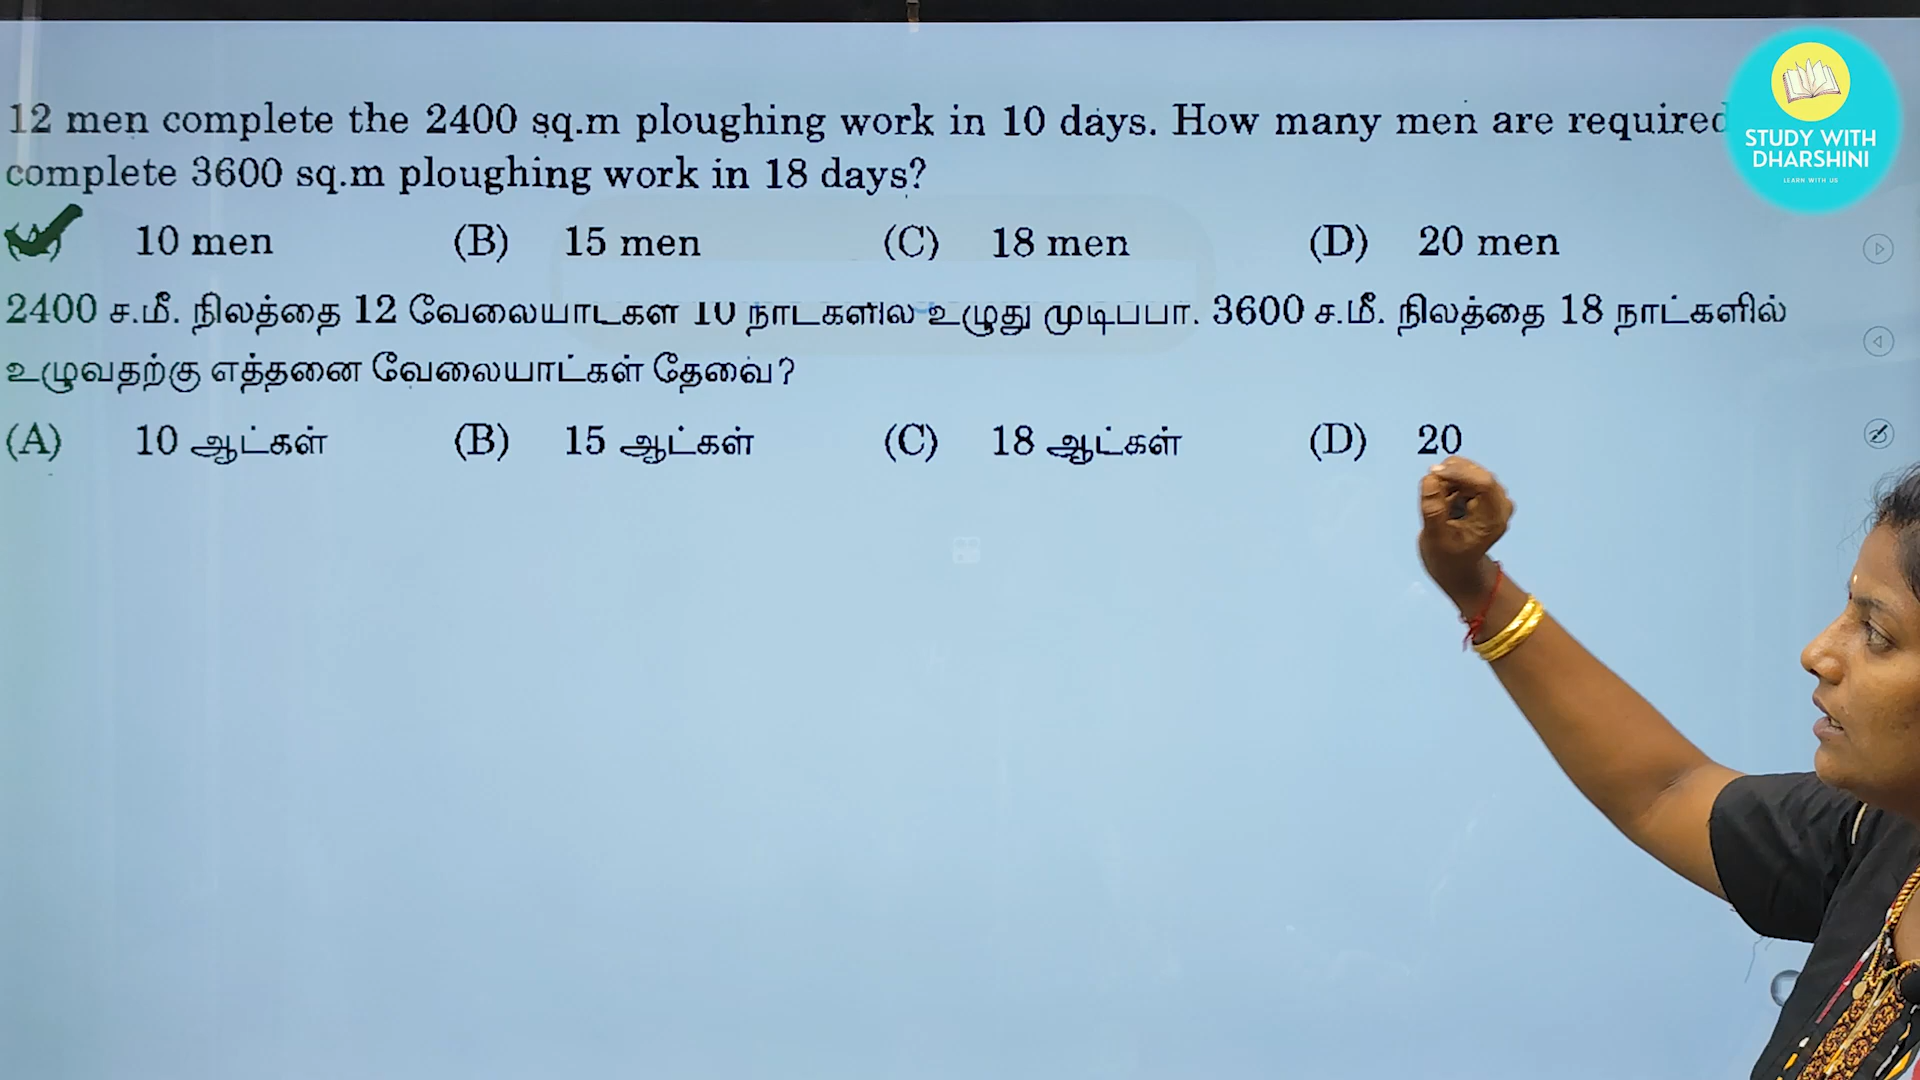 12 men complete the 2400 sq.m ploughing work in 10 days. How many men are required
complete 3600 sq.m ploughing work in 18 days?
(A) 10 men (B) 15 men (C) 18 men (D) 20 men
2400 ச.மீ. நிலத்தை 12 வேலையாட்கள் 10 நாட்களில் உழுது முடிப்பர். 3600 ச.மீ. நிலத்தை 18 நாட்களில்
உழுவதற்கு எத்தனை வேலையாட்கள் தேவை?
(A) 10 ஆட்கள் (B) 15 ஆட்கள் (C) 18 ஆட்கள் (D) 20
STUDY WITH
DHARSHINI
LEARN WITH US